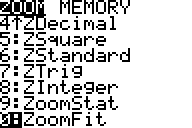 ZOOM MEMORY
4↑ZDecimal
5:ZSquare
6:ZStandard
7:ZTrig
8:ZInteger
9:ZoomStat
0:ZoomFit